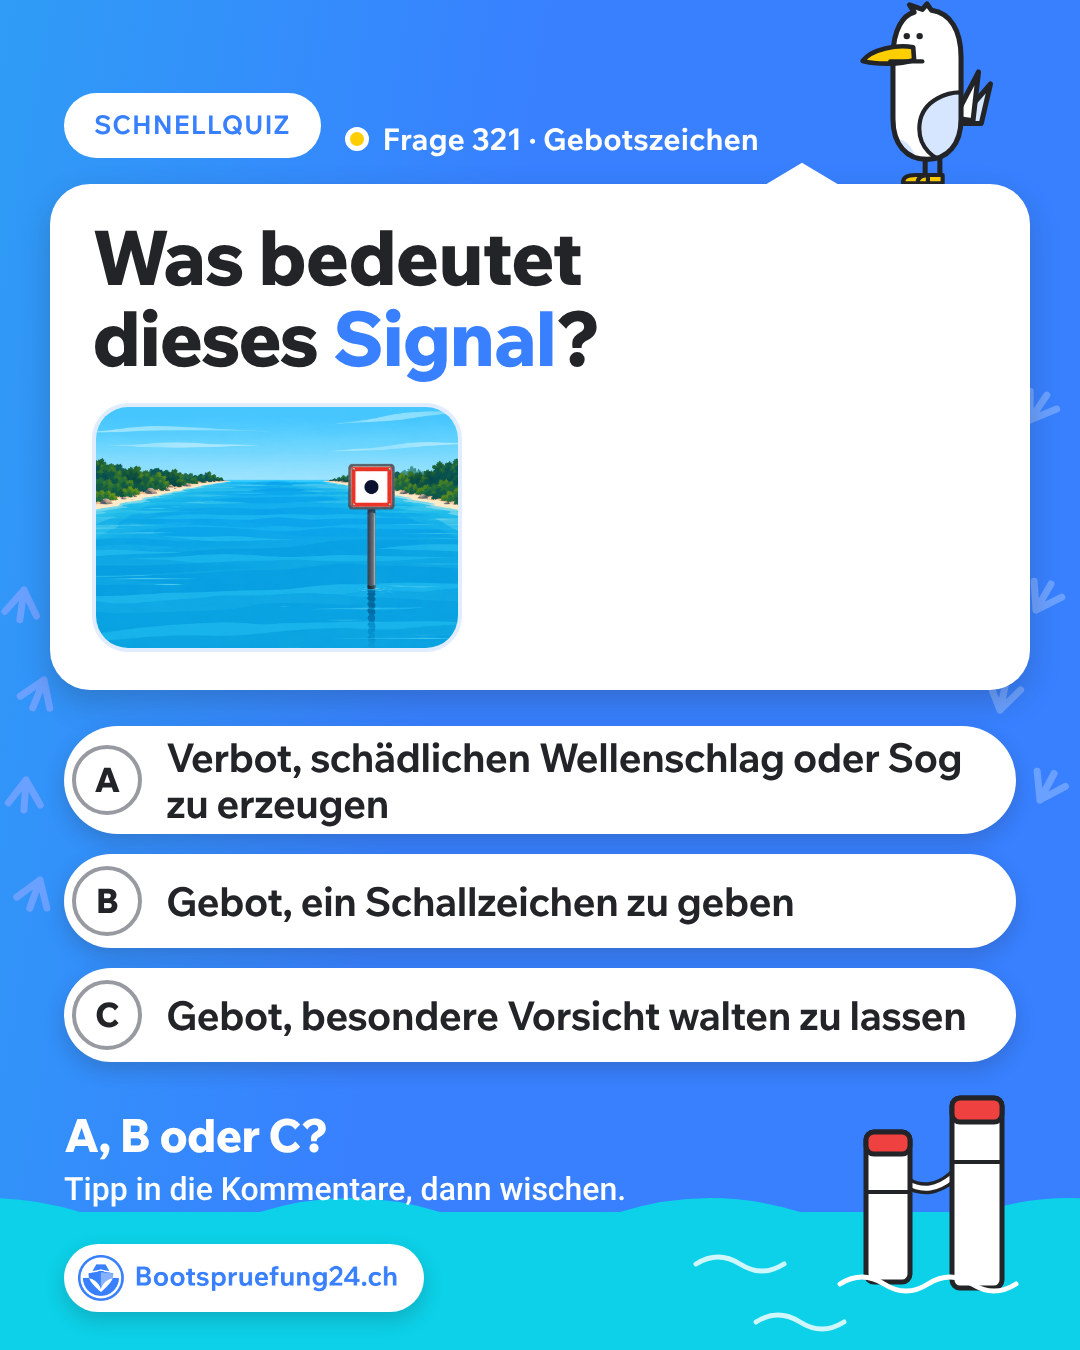 SCHNELLQUIZ
Frage 321 · Gebotszeichen
Was bedeutet
dieses Signal?
A
Verbot, schädlichen Wellenschlag oder Sog
zu erzeugen
B
Gebot, ein Schallzeichen zu geben
C
Gebot, besondere Vorsicht walten zu lassen
A, B oder C?
Tipp in die Kommentare, dann wischen.
Bootspruefung24.ch